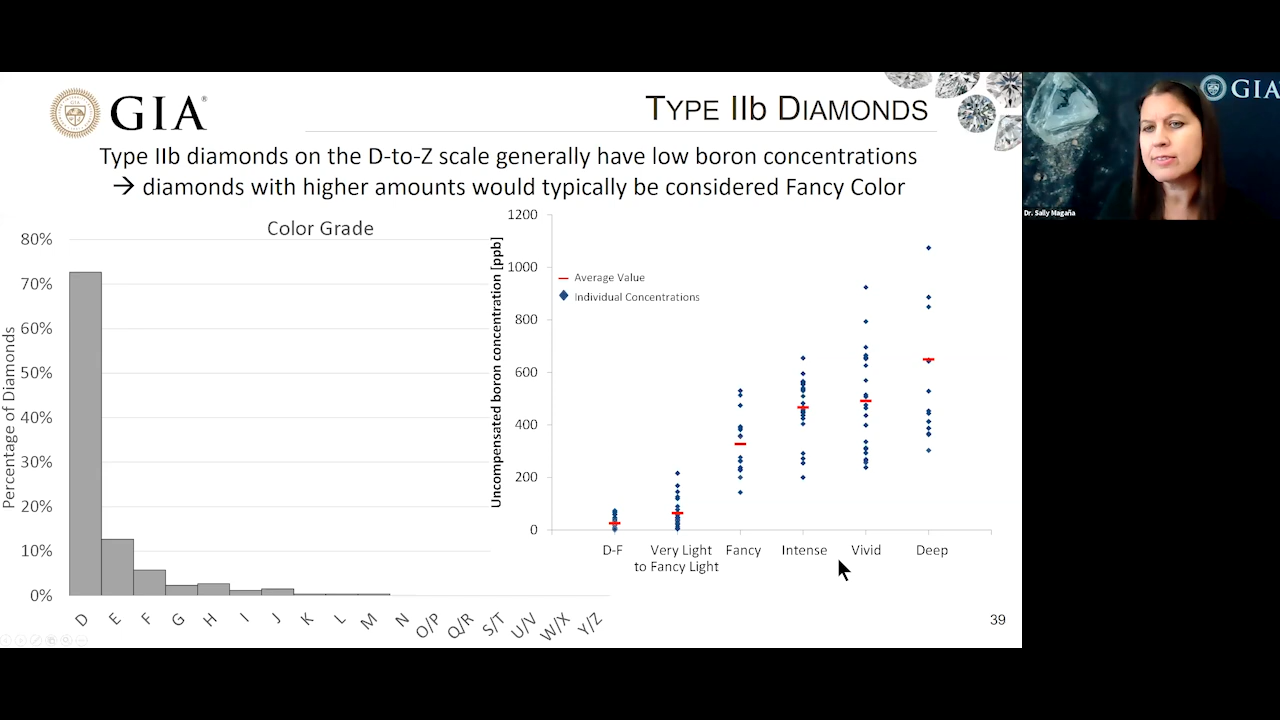 GIA®
TYPE IIb DIAMONDS
Type IIb diamonds on the D-to-Z scale generally have low boron concentrations
→ diamonds with higher amounts would typically be considered Fancy Color
Color Grade
Percentage of Diamonds
80%
70%
60%
50%
40%
30%
20%
10%
0%
D
E
F
G
H
I
J
K
L
M
N
O/P
Q/R
S/T
U/V
W/X
Y/Z
Uncompensated boron concentration [ppb]
1200
1000
800
600
400
200
0
Average Value
Individual Concentrations
D-F
Very Light
to Fancy Light
Fancy
Intense
Vivid
Deep
39
GIA
Dr. Sally Magaña